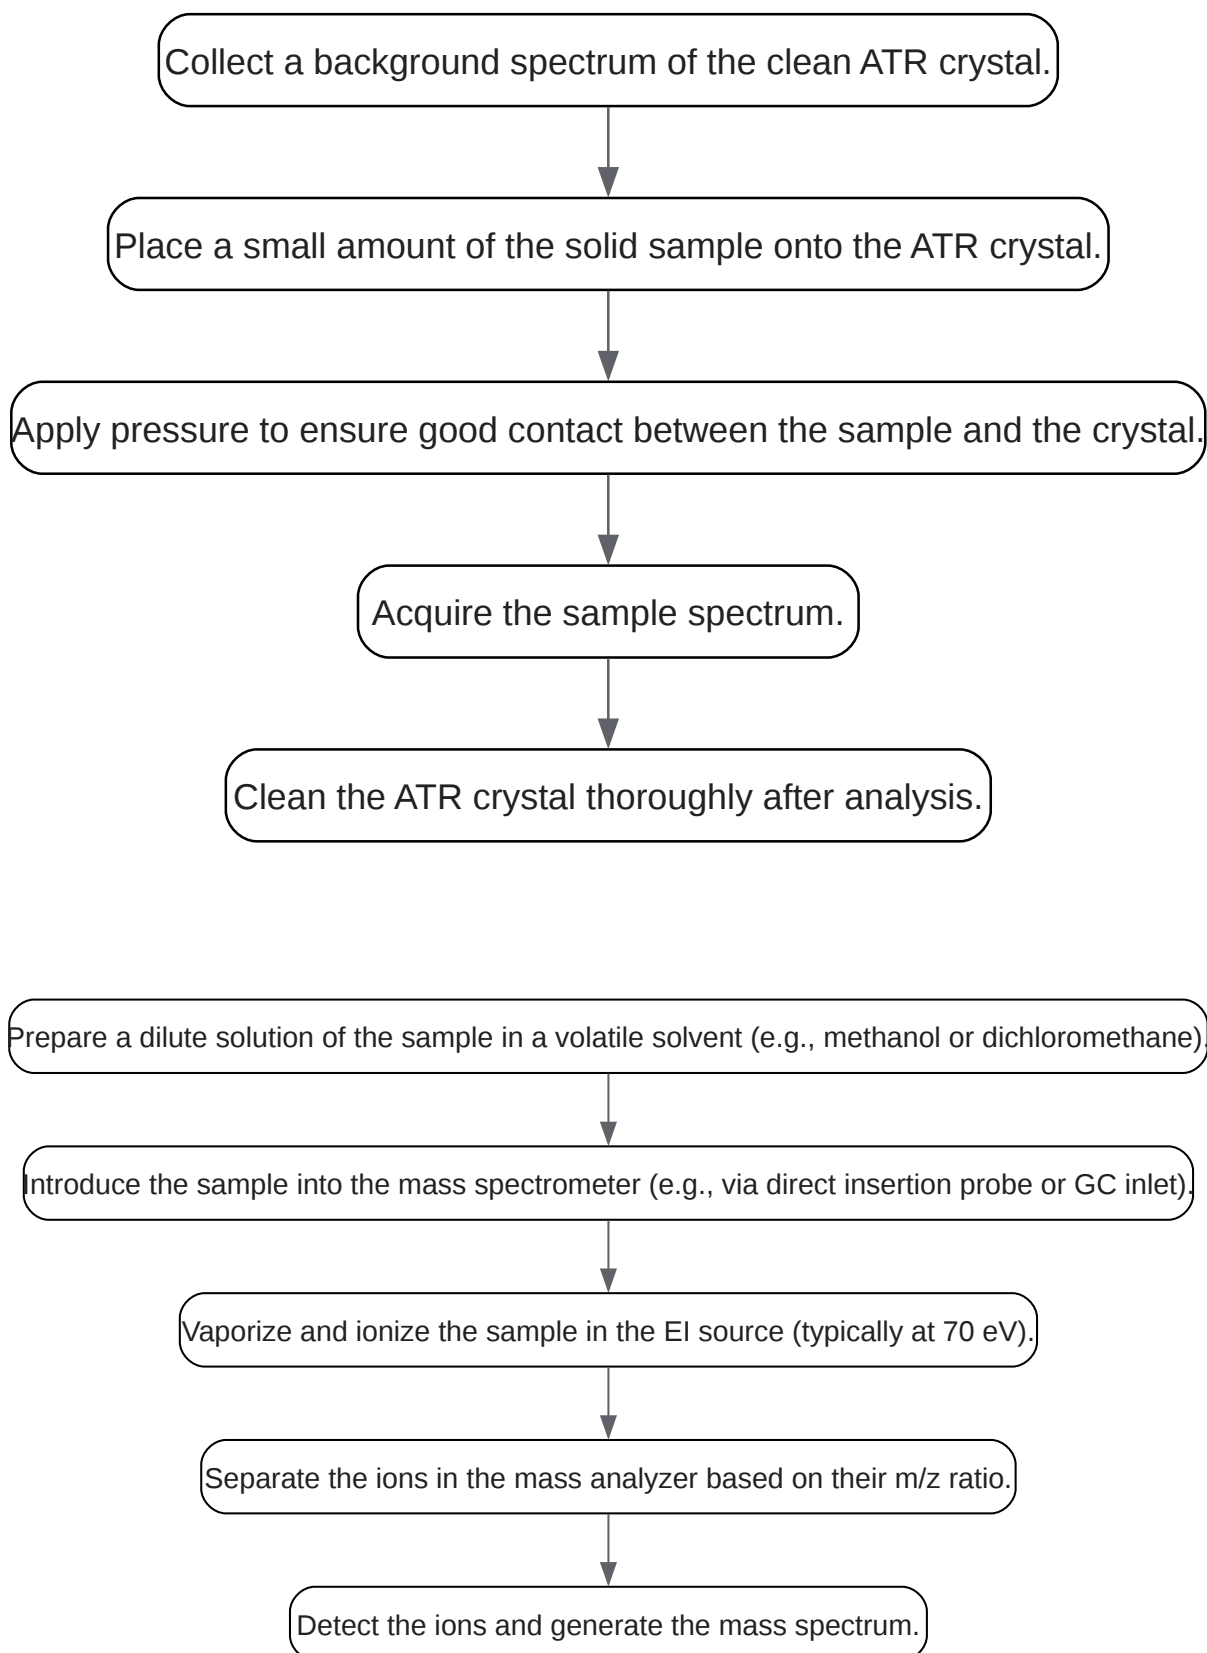 Collect a background spectrum of the clean ATR crystal.
Place a small amount of the solid sample onto the ATR crystal.
Apply pressure to ensure good contact between the sample and the crystal.
Acquire the sample spectrum.
Clean the ATR crystal thoroughly after analysis.
Prepare a dilute solution of the sample in a volatile solvent (e.g., methanol or dichloromethane).
Introduce the sample into the mass spectrometer (e.g., via direct insertion probe or GC inlet).
Vaporize and ionize the sample in the EI source (typically at 70 eV).
Separate the ions in the mass analyzer based on their m/z ratio.
Detect the ions and generate the mass spectrum.